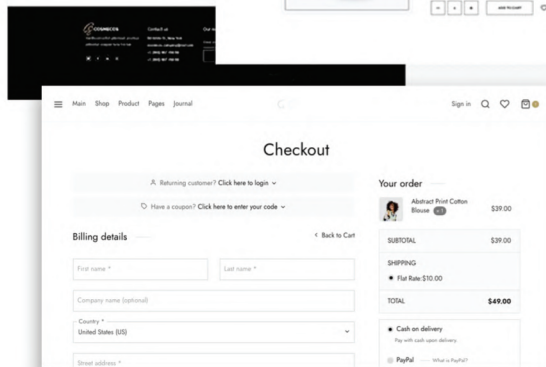 COSMECOS
Contact us
ADD TO CART
Main Shop Product Pages Journal
Sign in
Checkout
Returning customer? Click here to login
Have a coupon? Click here to enter your code
Billing details
< Back to Cart
First name *
Last name *
Company name (optional)
Country *
United States (US)
Street address *
Your order
Abstract Print Cotton
Blouse × 1
$39.00
SUBTOTAL $39.00
SHIPPING
Flat Rate:$10.00
TOTAL $49.00
Cash on delivery
Pay with cash upon delivery.
PayPal What is PayPal?